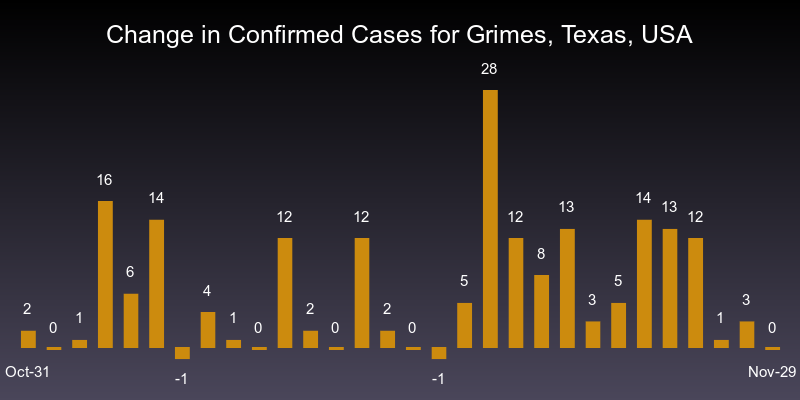 Change in Confirmed Cases for Grimes, Texas, USA
2 0 1 16 6 14 -1 4 1 0 12 2 0 12 2 0 -1 5 28 12 8 13 3 5 14 13 12 1 3 0
Oct-31 Nov-29